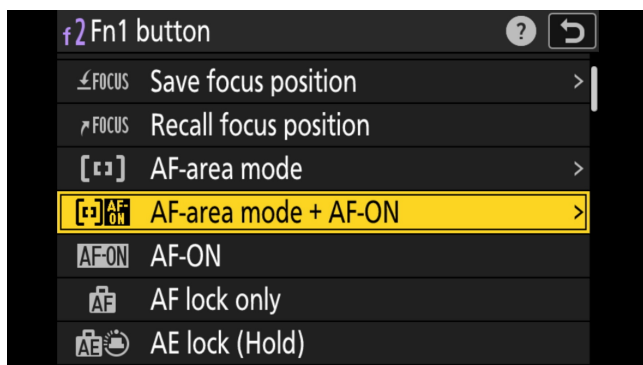 f2 Fn1 button ?
FOCUS Save focus position >
FOCUS Recall focus position
AF-area mode >
AF-ON AF-area mode + AF-ON >
AF-ON AF-ON
AF AF lock only
AE AE lock (Hold)